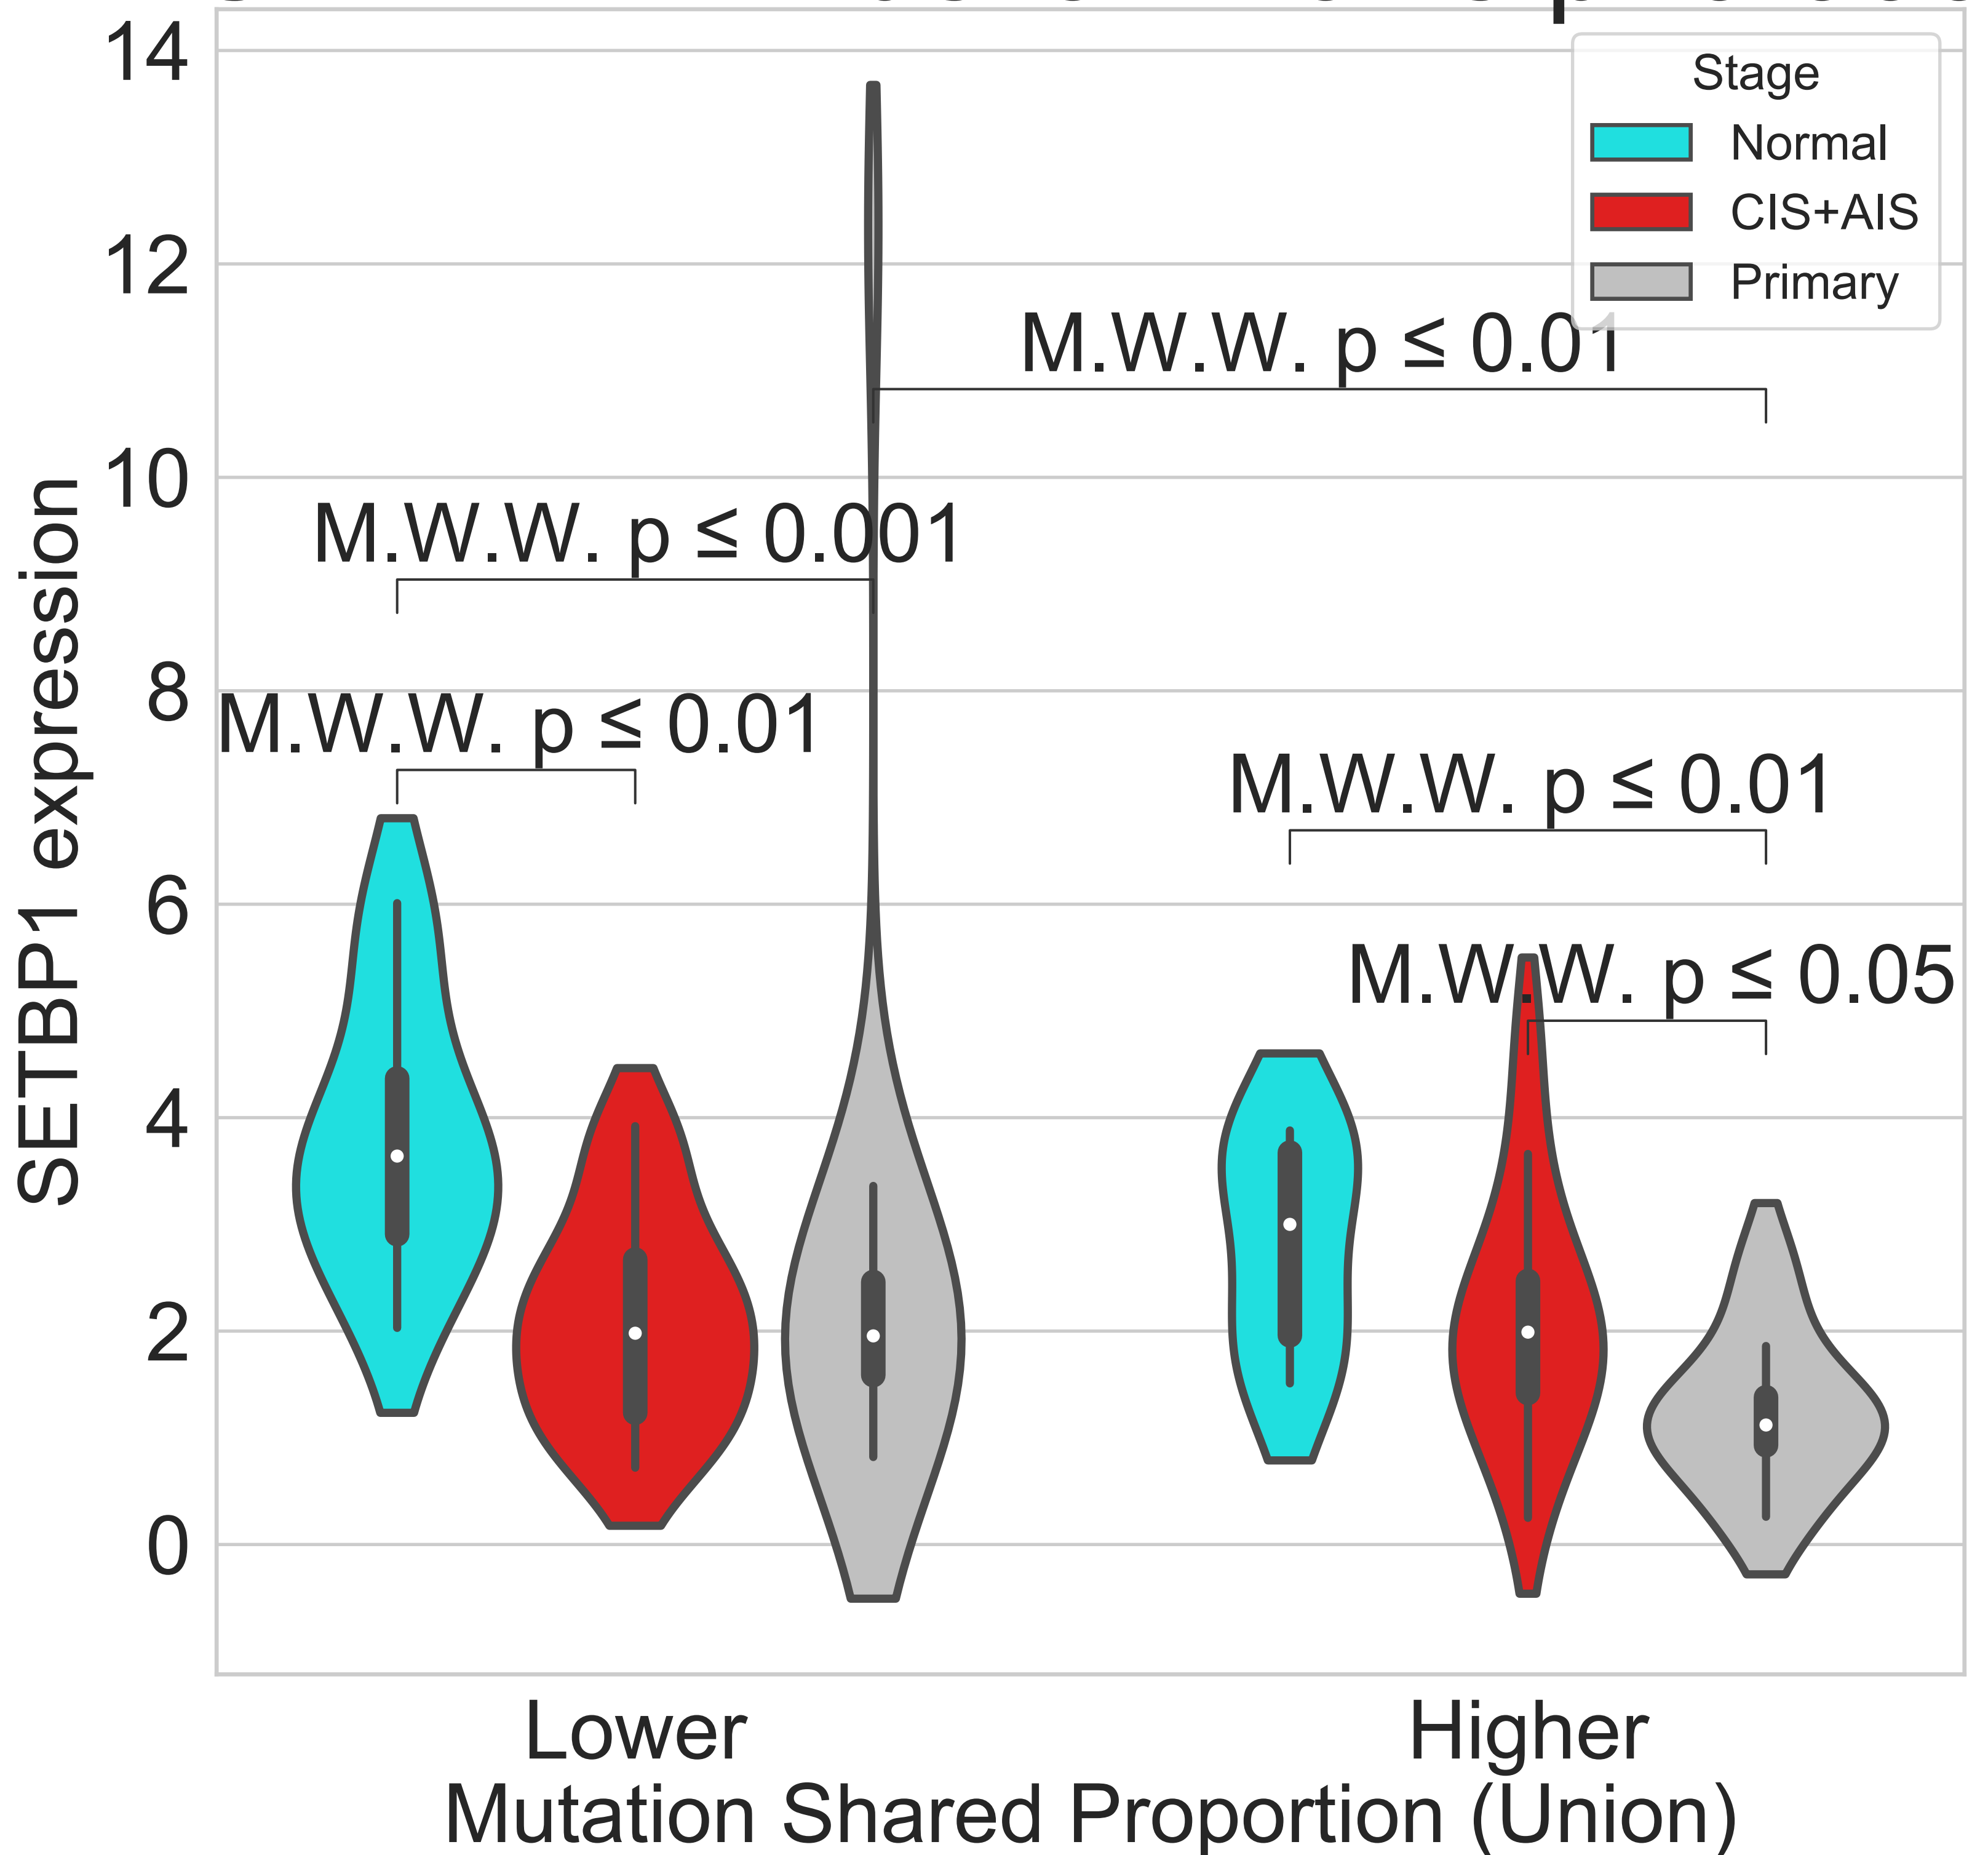 14
12
10
8
6
4
2
0
SETBP1 expression
Stage
Normal
CIS+AIS
Primary
M.W.W. p ≤ 0.01
M.W.W. p ≤ 0.001
M.W.W. p ≤ 0.01
M.W.W. p ≤ 0.01
M.W.W. p ≤ 0.05
Lower
Higher
Mutation Shared Proportion (Union)